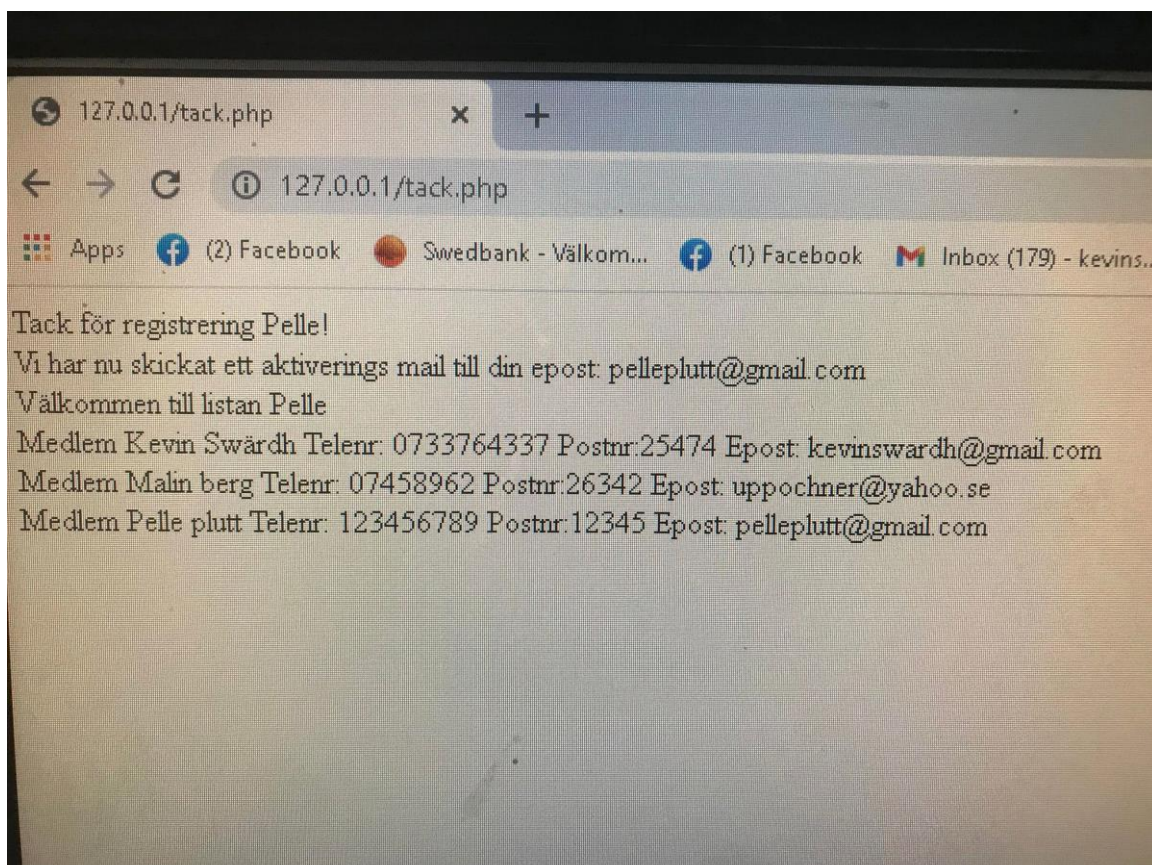 127.0.0.1/tack.php
127.0.0.1/tack.php
Apps (2) Facebook Swedbank - Välkom... (1) Facebook Inbox (179) - kevins..
Tack för registrering Pelle!
Vi har nu skickat ett aktiverings mail till din epost: pelleplutt@gmail.com
Välkommen till listan Pelle
Medlem Kevin Swärdh Telenr: 0733764337 Postnr:25474 Epost: kevinswardh@gmail.com
Medlem Malin berg Telenr: 07458962 Postnr:26342 Epost: uppochner@yahoo.se
Medlem Pelle plutt Telenr: 123456789 Postnr:12345 Epost: pelleplutt@gmail.com